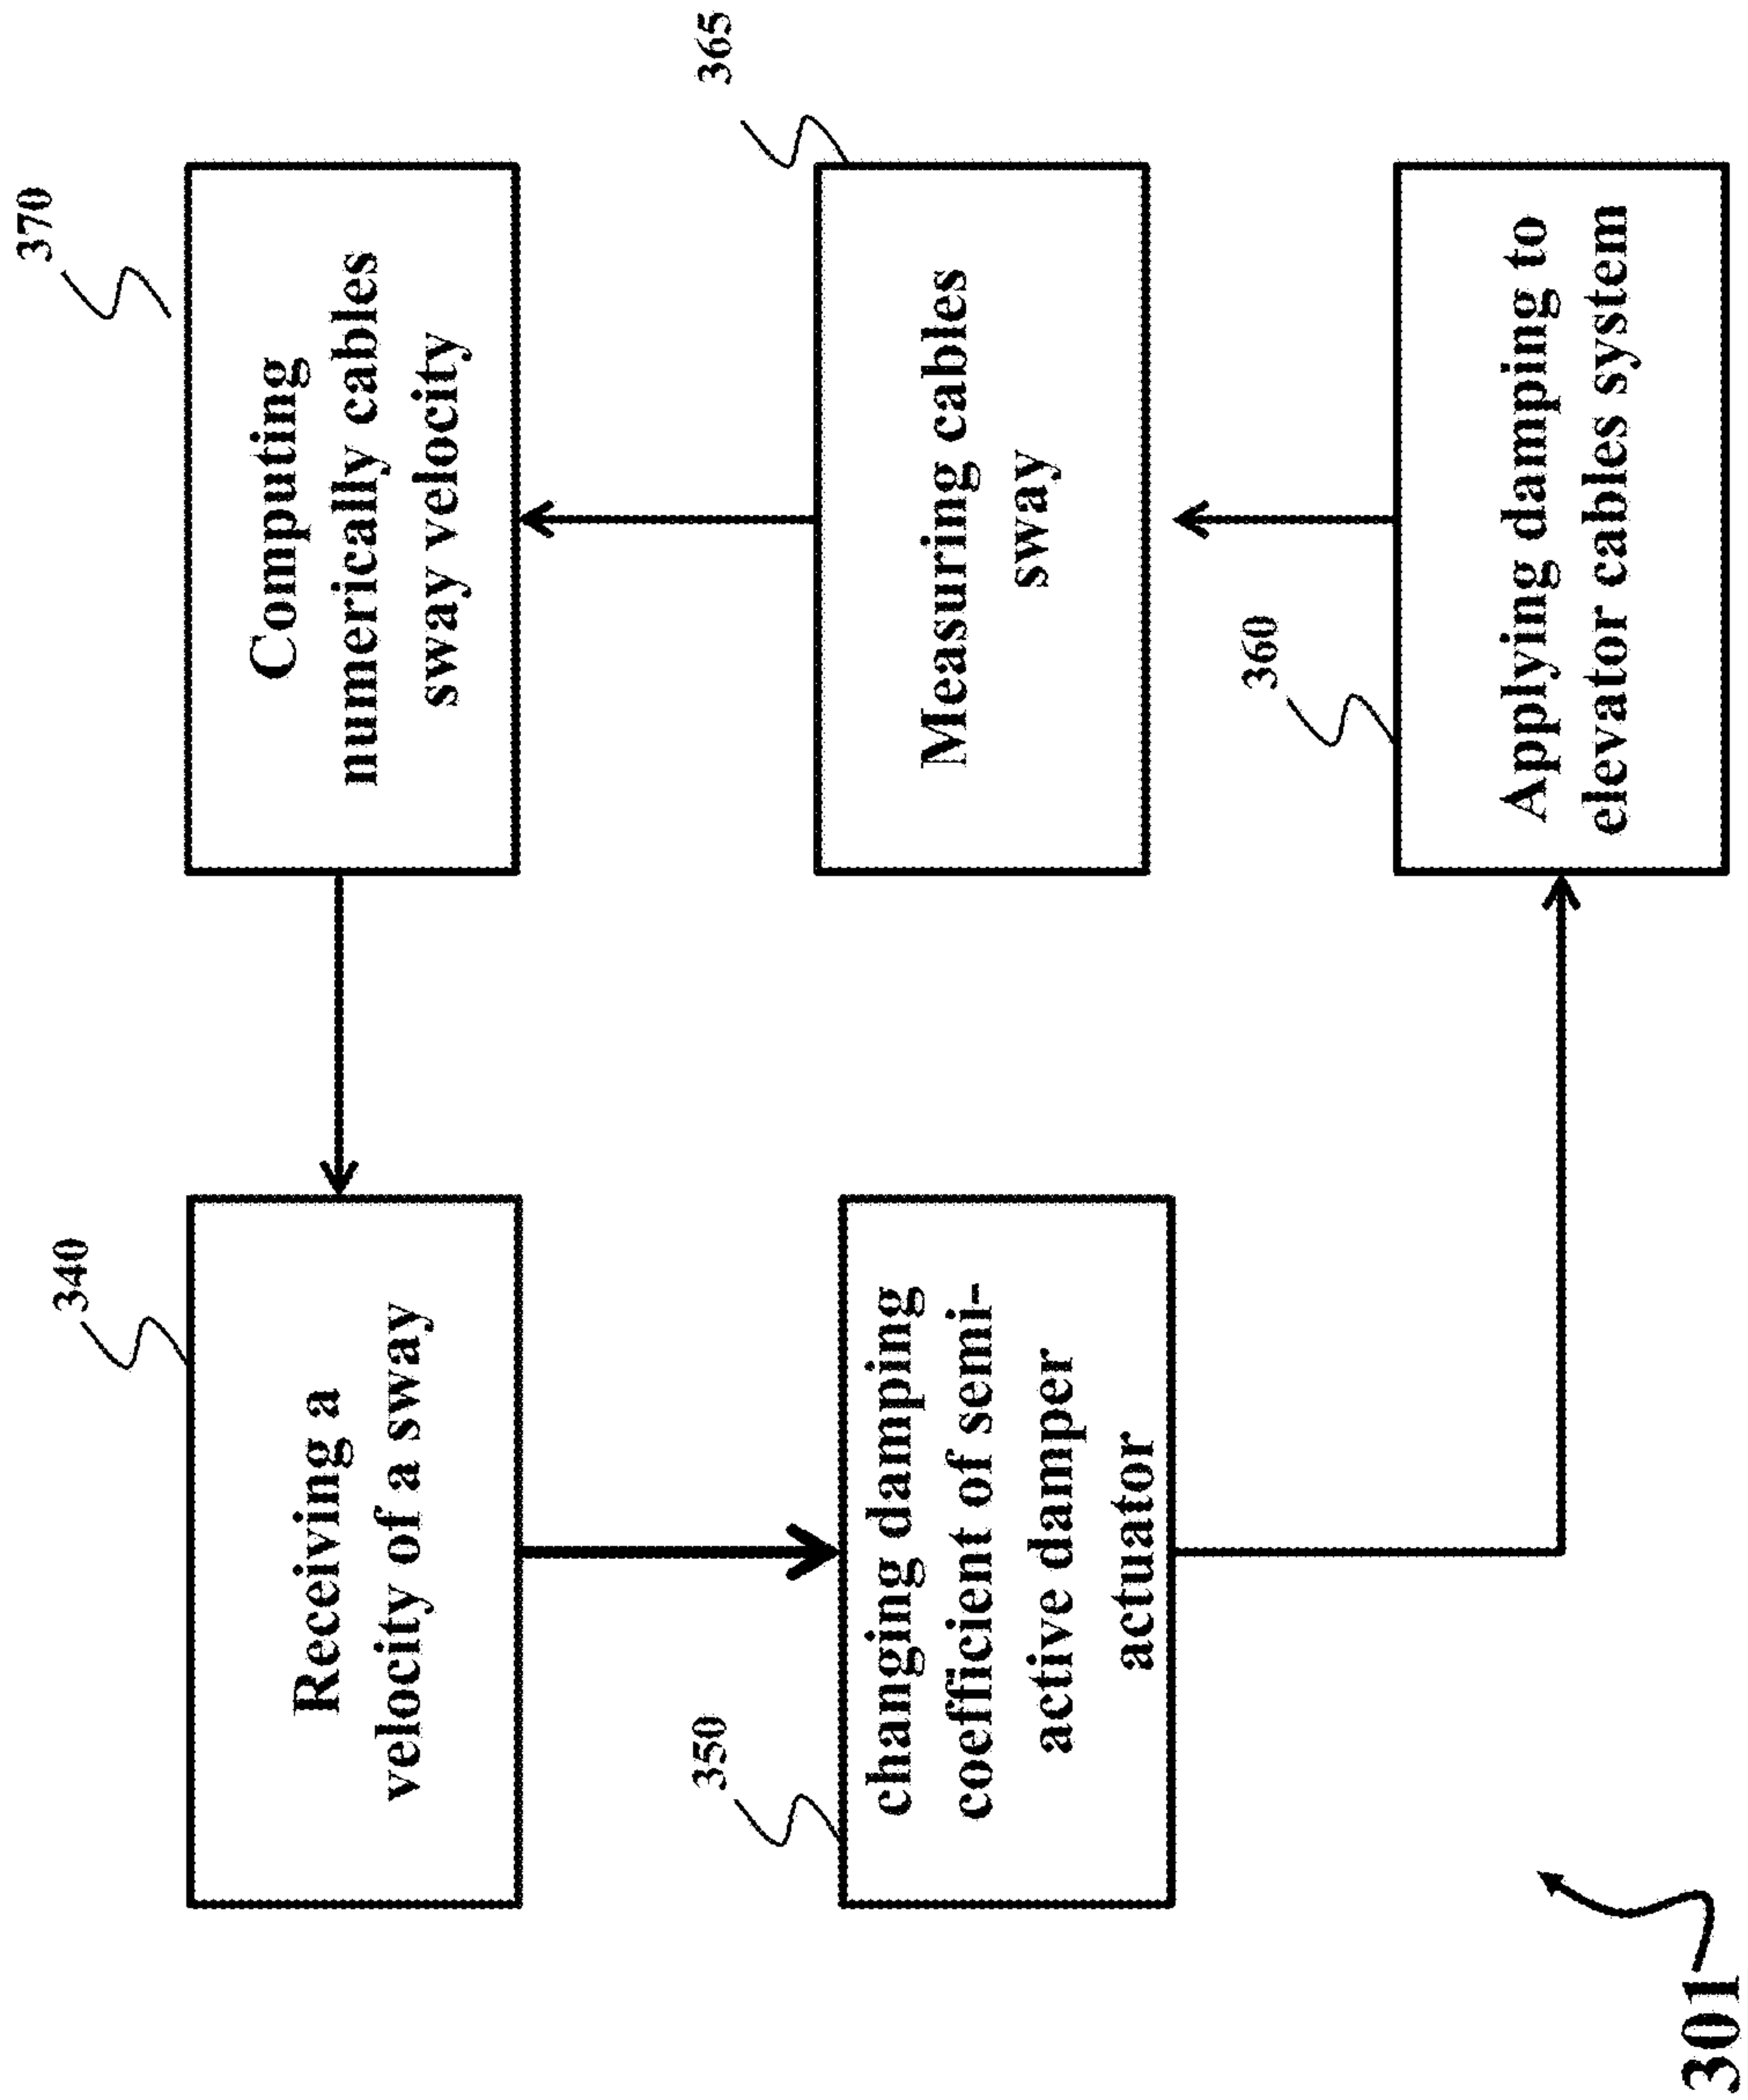 340
Receiving a
velocity of a sway
370
Computing
numerically cables
sway velocity
350
changing damping
coefficient of semi-
active damper
actuator
365
Measuring cables
sway
360
Applying damping to
elevator cables system
301